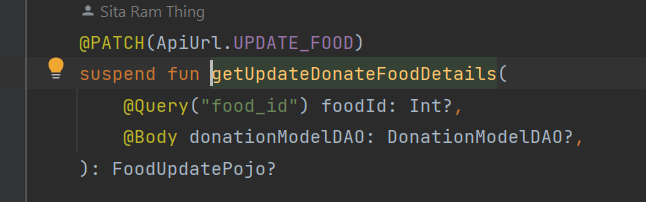 Sita Ram Thing
@PATCH(ApiUrl.UPDATE_FOOD)
suspend fun getUpdateDonateFoodDetails(
@Query("food_id") foodId: Int?,
@Body donationModelDAO: DonationModelDAO?,
): FoodUpdatePojo?